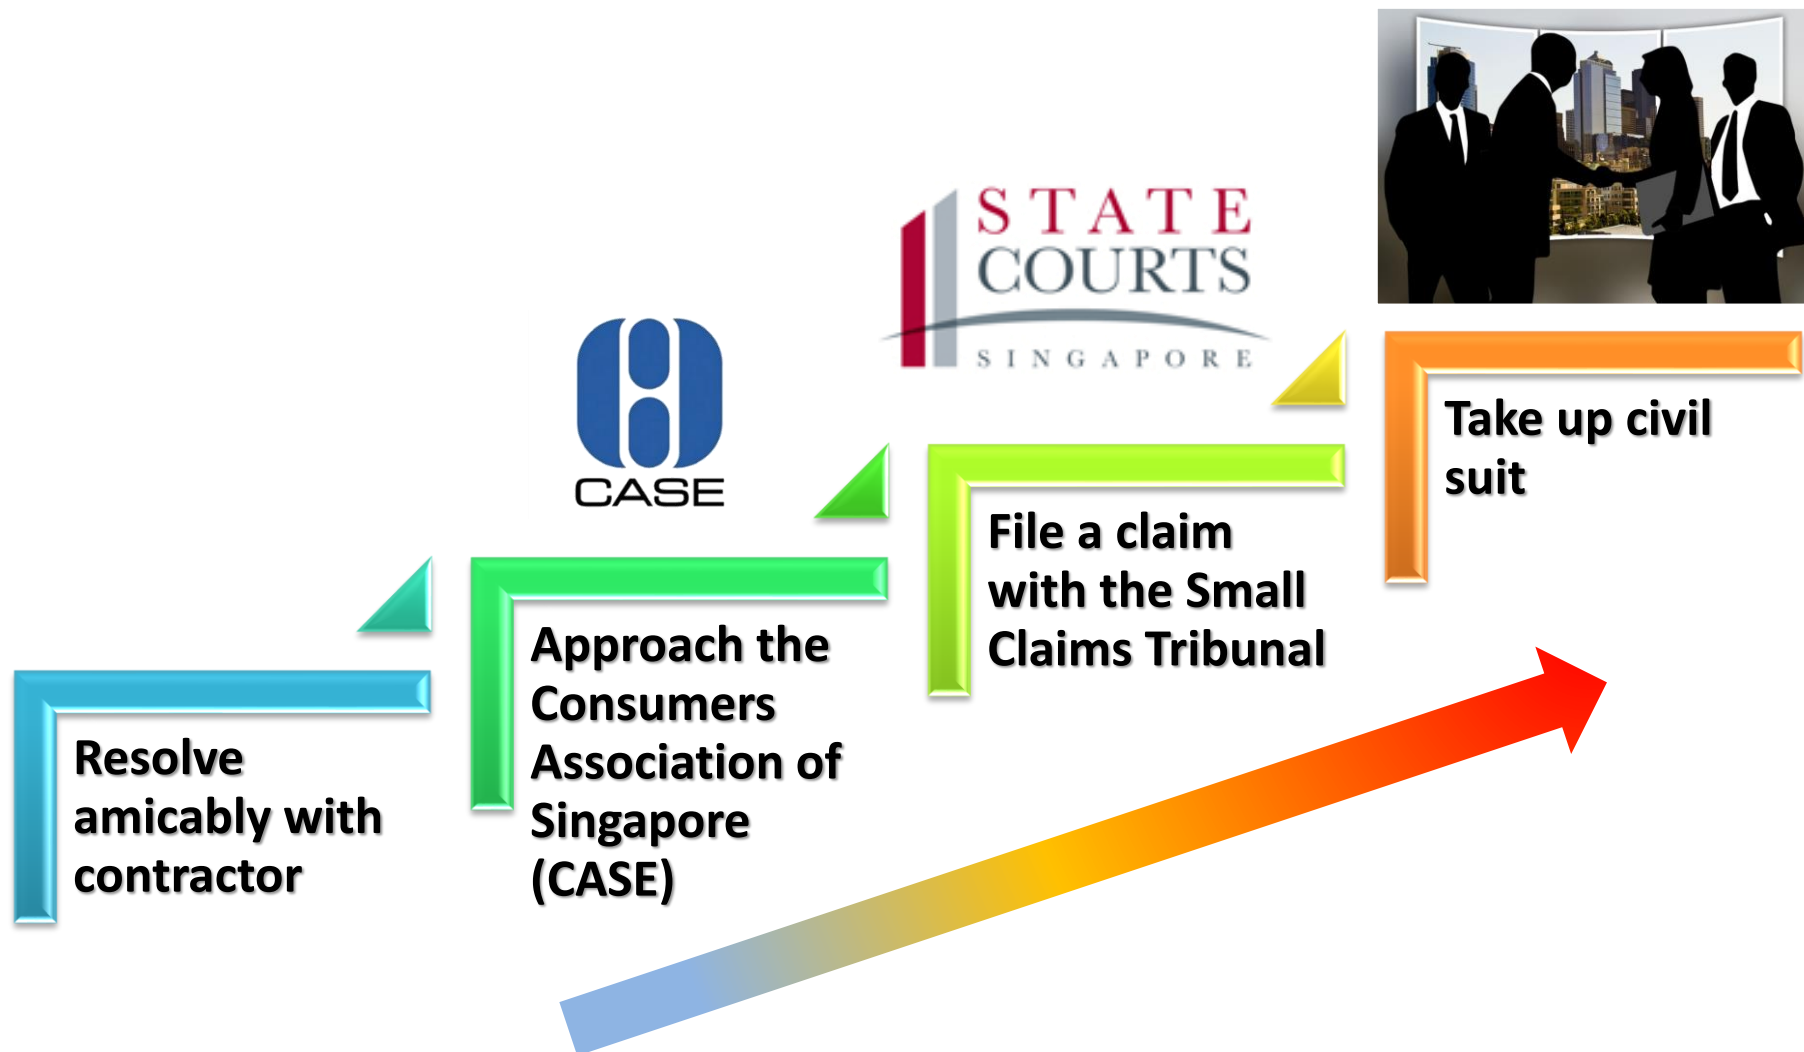 Resolve
amicably with
contractor
CASE
Approach the
Consumers
Association of
Singapore
(CASE)
STATE
COURTS
SINGAPORE
File a claim
with the Small
Claims Tribunal
Take up civil
suit